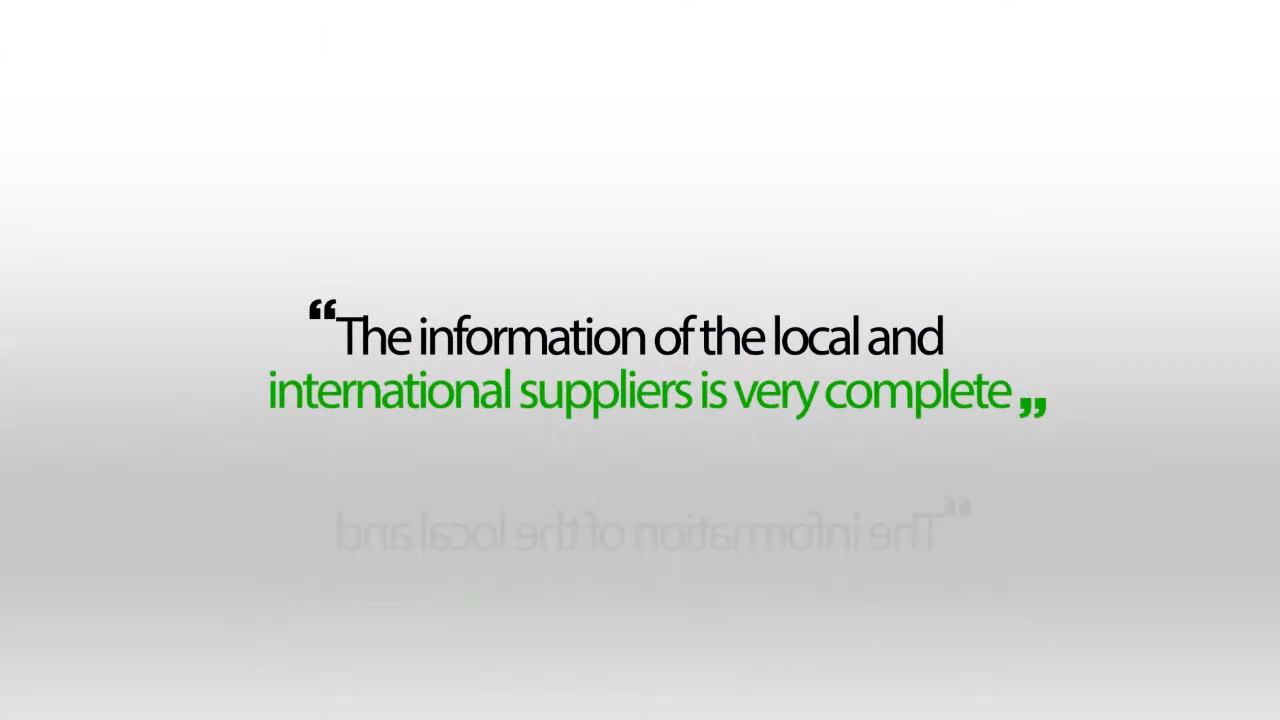 “The information of the local and
international suppliers is very complete„